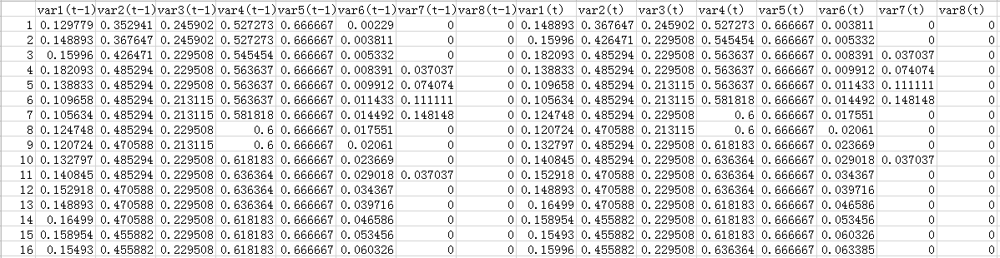 var1(t-1) var2(t-1) var3(t-1) var4(t-1) var5(t-1) var6(t-1) var7(t-1) var8(t-1) var1(t) var2(t) var3(t) var4(t) var5(t) var6(t) var7(t) var8(t)
1 0.129779 0.352941 0.245902 0.527273 0.666667 0.00229 0 0 0.148893 0.367647 0.245902 0.527273 0.666667 0.003811 0 0
2 0.148893 0.367647 0.245902 0.527273 0.666667 0.003811 0 0 0.15996 0.426471 0.229508 0.545454 0.666667 0.005332 0 0
3 0.15996 0.426471 0.229508 0.545454 0.666667 0.005332 0 0 0.182093 0.485294 0.229508 0.563637 0.666667 0.008391 0.037037 0
4 0.182093 0.485294 0.229508 0.563637 0.666667 0.008391 0.037037 0 0.138833 0.485294 0.229508 0.563637 0.666667 0.009912 0.074074 0
5 0.138833 0.485294 0.229508 0.563637 0.666667 0.009912 0.074074 0 0.109658 0.485294 0.213115 0.563637 0.666667 0.011433 0.111111 0
6 0.109658 0.485294 0.213115 0.563637 0.666667 0.011433 0.111111 0 0.105634 0.485294 0.213115 0.581818 0.666667 0.014492 0.148148 0
7 0.105634 0.485294 0.213115 0.581818 0.666667 0.014492 0.148148 0 0.124748 0.485294 0.229508 0.6 0.666667 0.017551 0 0
8 0.124748 0.485294 0.229508 0.6 0.666667 0.017551 0 0 0.120724 0.470588 0.213115 0.6 0.666667 0.02061 0 0
9 0.120724 0.470588 0.213115 0.6 0.666667 0.02061 0 0 0.132797 0.485294 0.229508 0.618183 0.666667 0.023669 0 0
10 0.132797 0.485294 0.229508 0.618183 0.666667 0.023669 0 0 0.140845 0.485294 0.229508 0.636364 0.666667 0.029018 0.037037 0
11 0.140845 0.485294 0.229508 0.636364 0.666667 0.029018 0.037037 0 0.152918 0.470588 0.229508 0.636364 0.666667 0.034367 0 0
12 0.152918 0.470588 0.229508 0.636364 0.666667 0.034367 0 0 0.148893 0.470588 0.229508 0.636364 0.666667 0.039716 0 0
13 0.148893 0.470588 0.229508 0.636364 0.666667 0.039716 0 0 0.16499 0.470588 0.229508 0.618183 0.666667 0.046586 0 0
14 0.16499 0.470588 0.229508 0.618183 0.666667 0.046586 0 0 0.158954 0.455882 0.229508 0.618183 0.666667 0.053456 0 0
15 0.158954 0.455882 0.229508 0.618183 0.666667 0.053456 0 0 0.15493 0.455882 0.229508 0.618183 0.666667 0.060326 0 0
16 0.15493 0.455882 0.229508 0.618183 0.666667 0.060326 0 0 0.15996 0.455882 0.229508 0.636364 0.666667 0.063385 0 0